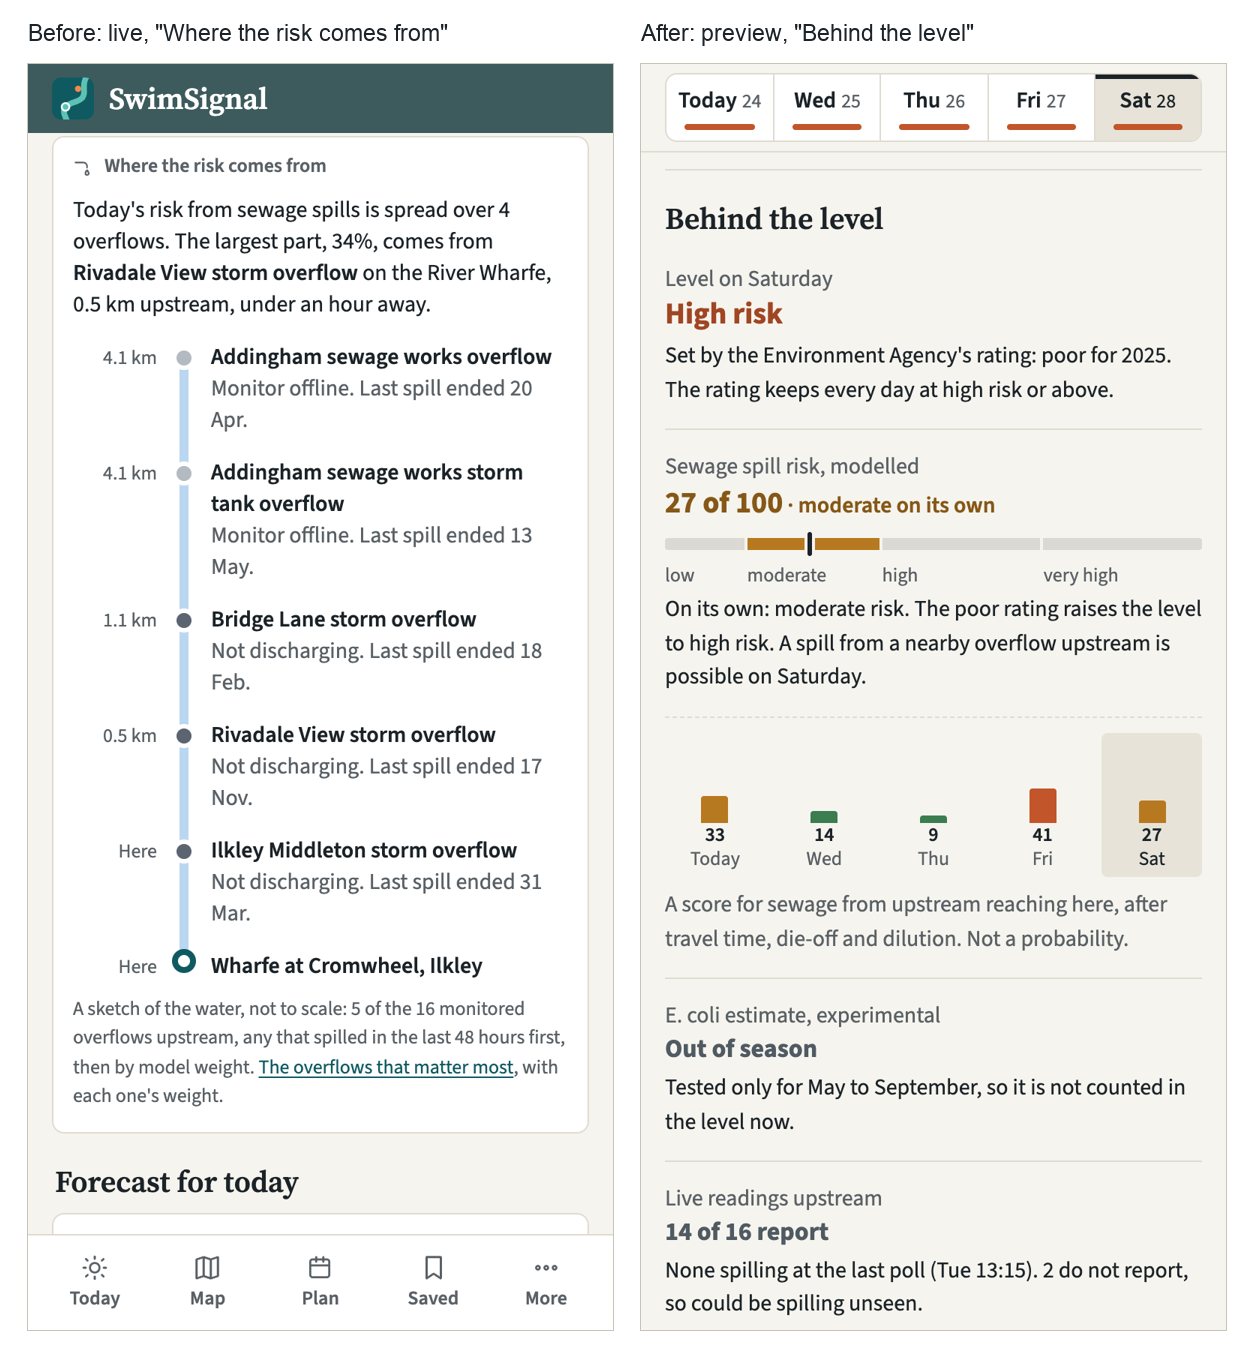 Before: live, "Where the risk comes from"
SwimSignal
Where the risk comes from
Today's risk from sewage spills is spread over 4
overflows. The largest part, 34%, comes from
Rivadale View storm overflow on the River Wharfe,
0.5 km upstream, under an hour away.
4.1 km Addingham sewage works overflow
Monitor offline. Last spill ended 20
Apr.
4.1 km Addingham sewage works storm
tank overflow
Monitor offline. Last spill ended 13
May.
1.1 km Bridge Lane storm overflow
Not discharging. Last spill ended 18
Feb.
0.5 km Rivadale View storm overflow
Not discharging. Last spill ended 17
Nov.
Here Ilkley Middleton storm overflow
Not discharging. Last spill ended 31
Mar.
Here Wharfe at Cromwheel, Ilkley
A sketch of the water, not to scale: 5 of the 16 monitored
overflows upstream, any that spilled in the last 48 hours first,
then by model weight. The overflows that matter most, with
each one's weight.
Forecast for today
Today Map Plan Saved More
After: preview, "Behind the level"
Today 24 Wed 25 Thu 26 Fri 27 Sat 28
Behind the level
Level on Saturday
High risk
Set by the Environment Agency's rating: poor for 2025.
The rating keeps every day at high risk or above.
Sewage spill risk, modelled
27 of 100 · moderate on its own
low moderate high very high
On its own: moderate risk. The poor rating raises the level
to high risk. A spill from a nearby overflow upstream is
possible on Saturday.
33 14 9 41 27
Today Wed Thu Fri Sat
A score for sewage from upstream reaching here, after
travel time, die-off and dilution. Not a probability.
E. coli estimate, experimental
Out of season
Tested only for May to September, so it is not counted in
the level now.
Live readings upstream
14 of 16 report
None spilling at the last poll (Tue 13:15). 2 do not report,
so could be spilling unseen.